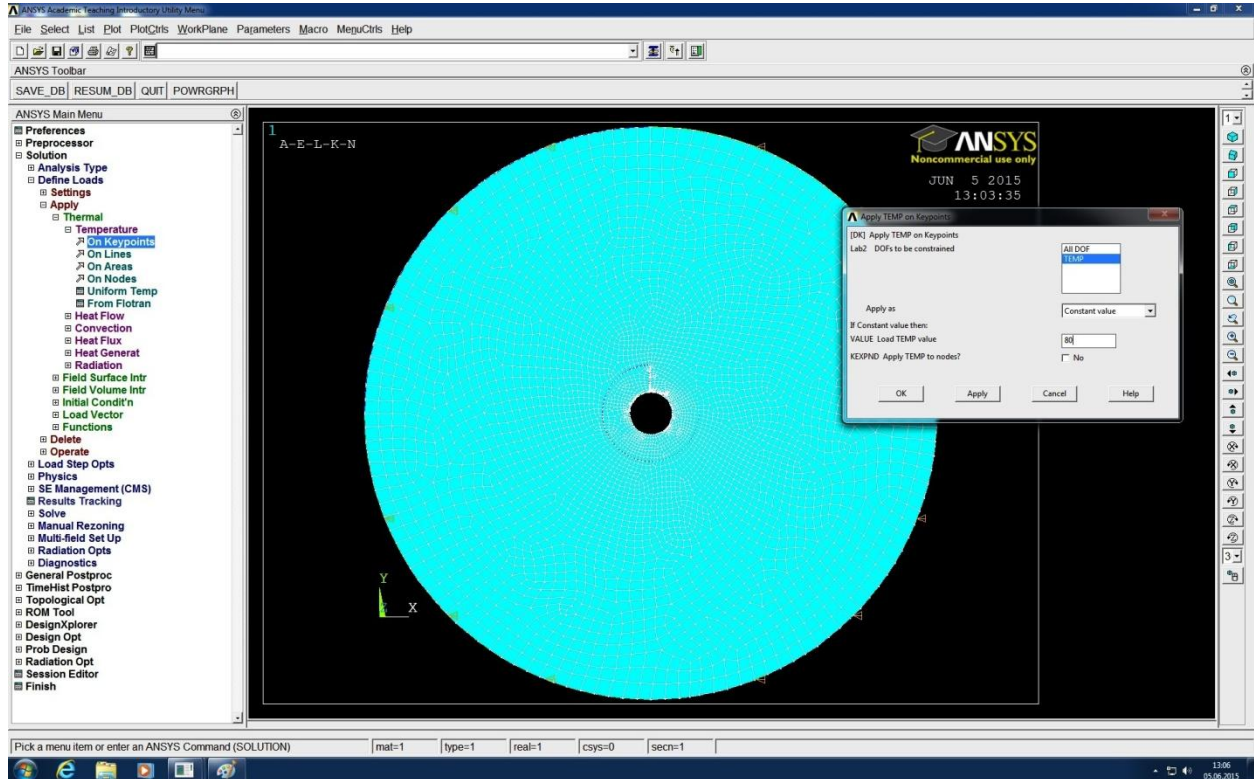 ANSYS Academic Teaching Introductory Utility Menu
File Select List Plot PlotCtrls WorkPlane Parameters Macro MenuCtrls Help
ANSYS Toolbar
SAVE_DB RESUM_DB QUIT POWRGRPH
ANSYS Main Menu
Preferences
Preprocessor
Solution
Analysis Type
Define Loads
Settings
Apply
Thermal
Temperature
On Keypoints
On Lines
On Areas
On Nodes
Uniform Temp
From Flotran
Heat Flow
Convection
Heat Flux
Heat Generat
Radiation
Field Surface Intr
Field Volume Intr
Initial Condit'n
Load Vector
Functions
Delete
Operate
Load Step Opts
Physics
SE Management (CMS)
Results Tracking
Solve
Manual Rezoning
Multi-field Set Up
Radiation Opts
Diagnostics
General Postproc
TimeHist Postpro
Topological Opt
ROM Tool
DesignXplorer
Design Opt
Prob Design
Radiation Opt
Session Editor
Finish
1
A-E-L-K-N
ANSYS
Noncommercial use only
JUN 5 2015
13:03:35
Y
X
Apply TEMP on Keypoints
[DK] Apply TEMP on Keypoints
Lab2 DOFs to be constrained
All DOF
TEMP
Apply as
Constant value
If Constant value then:
VALUE Load TEMP value
80
KEXPND Apply TEMP to nodes?
No
OK Apply Cancel Help
1
3
Pick a menu item or enter an ANSYS Command (SOLUTION) mat=1 type=1 real=1 csys=0 secn=1
13:06
05.06.2015